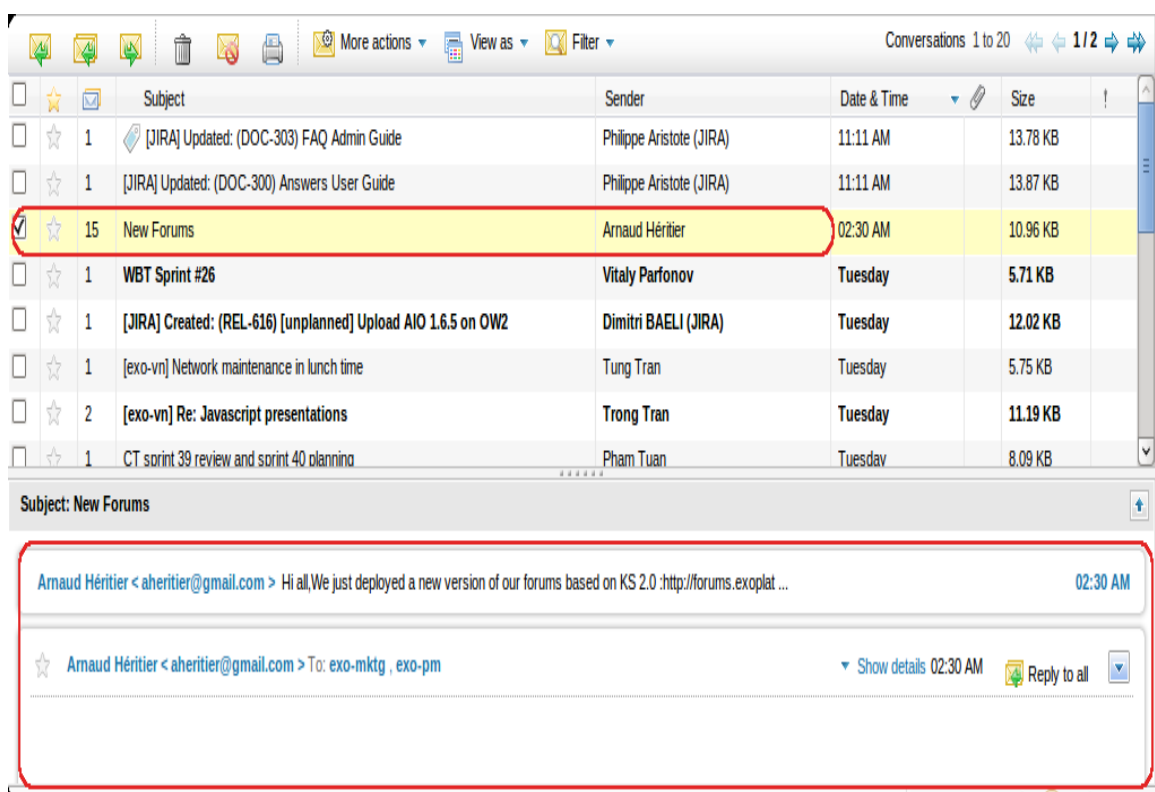 More actions View as Filter Conversations 1 to 20 1 / 2
Subject Sender Date & Time Size !
1 [JIRA] Updated: (DOC-303) FAQ Admin Guide Philippe Aristote (JIRA) 11:11 AM 13.78 KB
1 [JIRA] Updated: (DOC-300) Answers User Guide Philippe Aristote (JIRA) 11:11 AM 13.87 KB
15 New Forums Arnaud Héritier 02:30 AM 10.96 KB
1 WBT Sprint #26 Vitaly Parfonov Tuesday 5.71 KB
1 [JIRA] Created: (REL-616) [unplanned] Upload AIO 1.6.5 on OW2 Dimitri BAELI (JIRA) Tuesday 12.02 KB
1 [exo-vn] Network maintenance in lunch time Tung Tran Tuesday 5.75 KB
2 [exo-vn] Re: Javascript presentations Trong Tran Tuesday 11.19 KB
1 CT sprint 39 review and sprint 40 planning Pham Tuan Tuesday 8.09 KB
Subject: New Forums
Arnaud Héritier < aheritier@gmail.com > Hi all,We just deployed a new version of our forums based on KS 2.0 :http://forums.exoplat ... 02:30 AM
Arnaud Héritier < aheritier@gmail.com > To: exo-mktg , exo-pm Show details 02:30 AM Reply to all